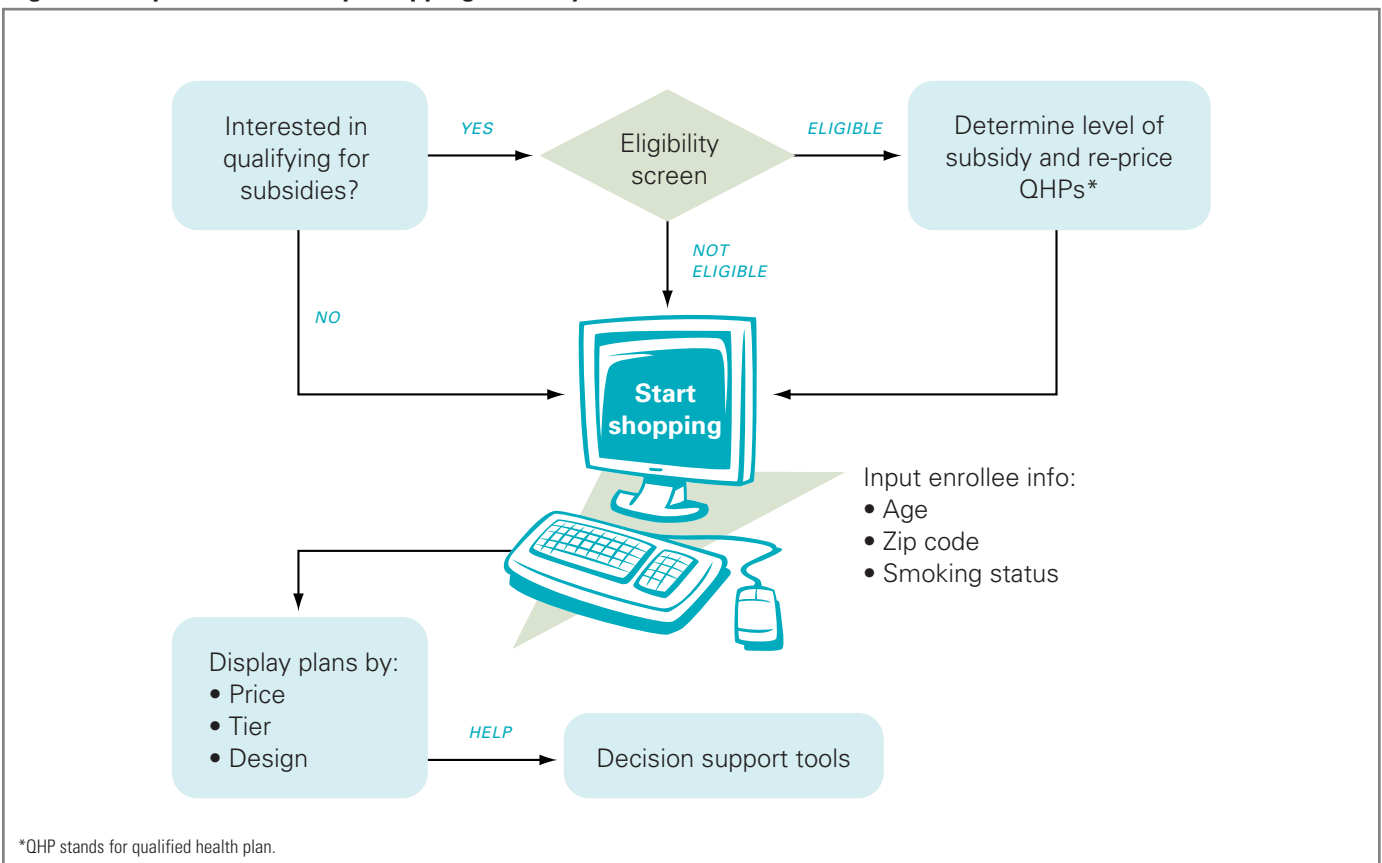 Interested in
qualifying for
subsidies?
YES
Eligibility
screen
ELIGIBLE
Determine level of
subsidy and re-price
QHPs*
NO
NOT
ELIGIBLE
Start
shopping
Input enrollee info:
• Age
• Zip code
• Smoking status
Display plans by:
• Price
• Tier
• Design
HELP
Decision support tools
*QHP stands for qualified health plan.